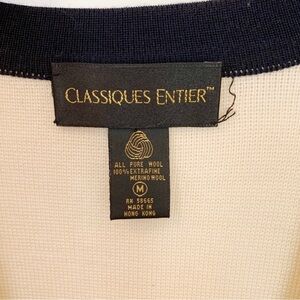 CLASSIQUES ENTIER™
ALL PURE WOOL
100% EXTRAFINE
MERINO WOOL
M
RN 58665
MADE IN
HONG KONG